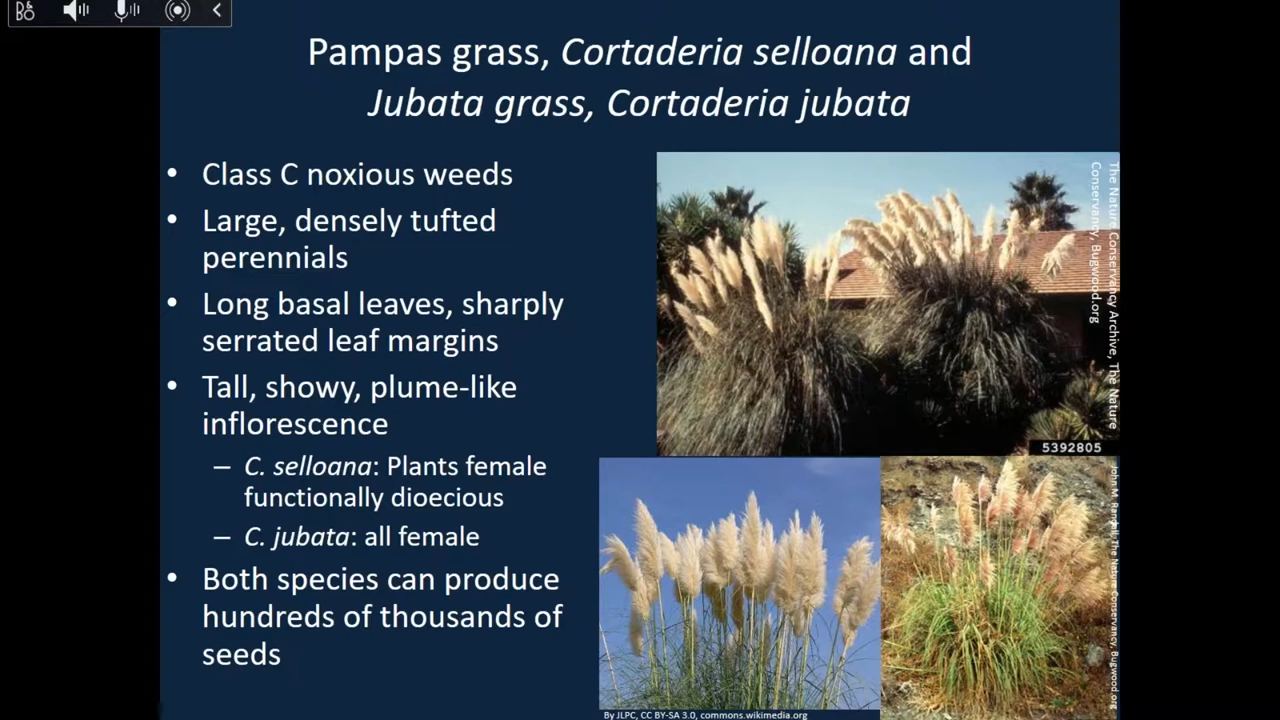 Pampas grass, Cortaderia selloana and
Jubata grass, Cortaderia jubata
• Class C noxious weeds
• Large, densely tufted
perennials
• Long basal leaves, sharply
serrated leaf margins
• Tall, showy, plume-like
inflorescence
– C. selloana: Plants female
functionally dioecious
– C. jubata: all female
• Both species can produce
hundreds of thousands of
seeds
The Nature Conservancy Archive, The Nature
Conservancy, Bugwood.org
5392805
By JLPC, CC BY-SA 3.0, commons.wikimedia.org
John M. Randall, The Nature Conservancy, Bugwood.org